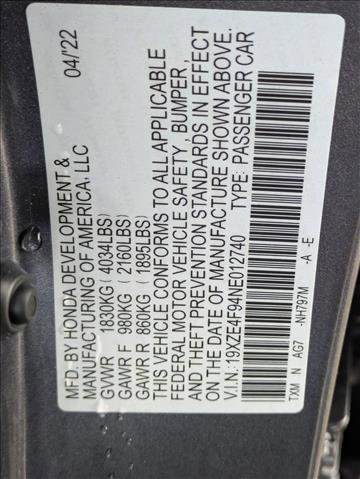 MFD. BY HONDA DEVELOPMENT & 04/22
MANUFACTURING OF AMERICA, LLC
GVWR 1830KG (4034LBS)
GAWR F 980KG (2160LBS)
GAWR R 860KG (1895LBS)
THIS VEHICLE CONFORMS TO ALL APPLICABLE
FEDERAL MOTOR VEHICLE SAFETY, BUMPER,
AND THEFT PREVENTION STANDARDS IN EFFECT
ON THE DATE OF MANUFACTURE SHOWN ABOVE.
V.I.N: 19XZE4F94NE012740 TYPE: PASSENGER CAR
TXM N AG7 -NH797M -A -E